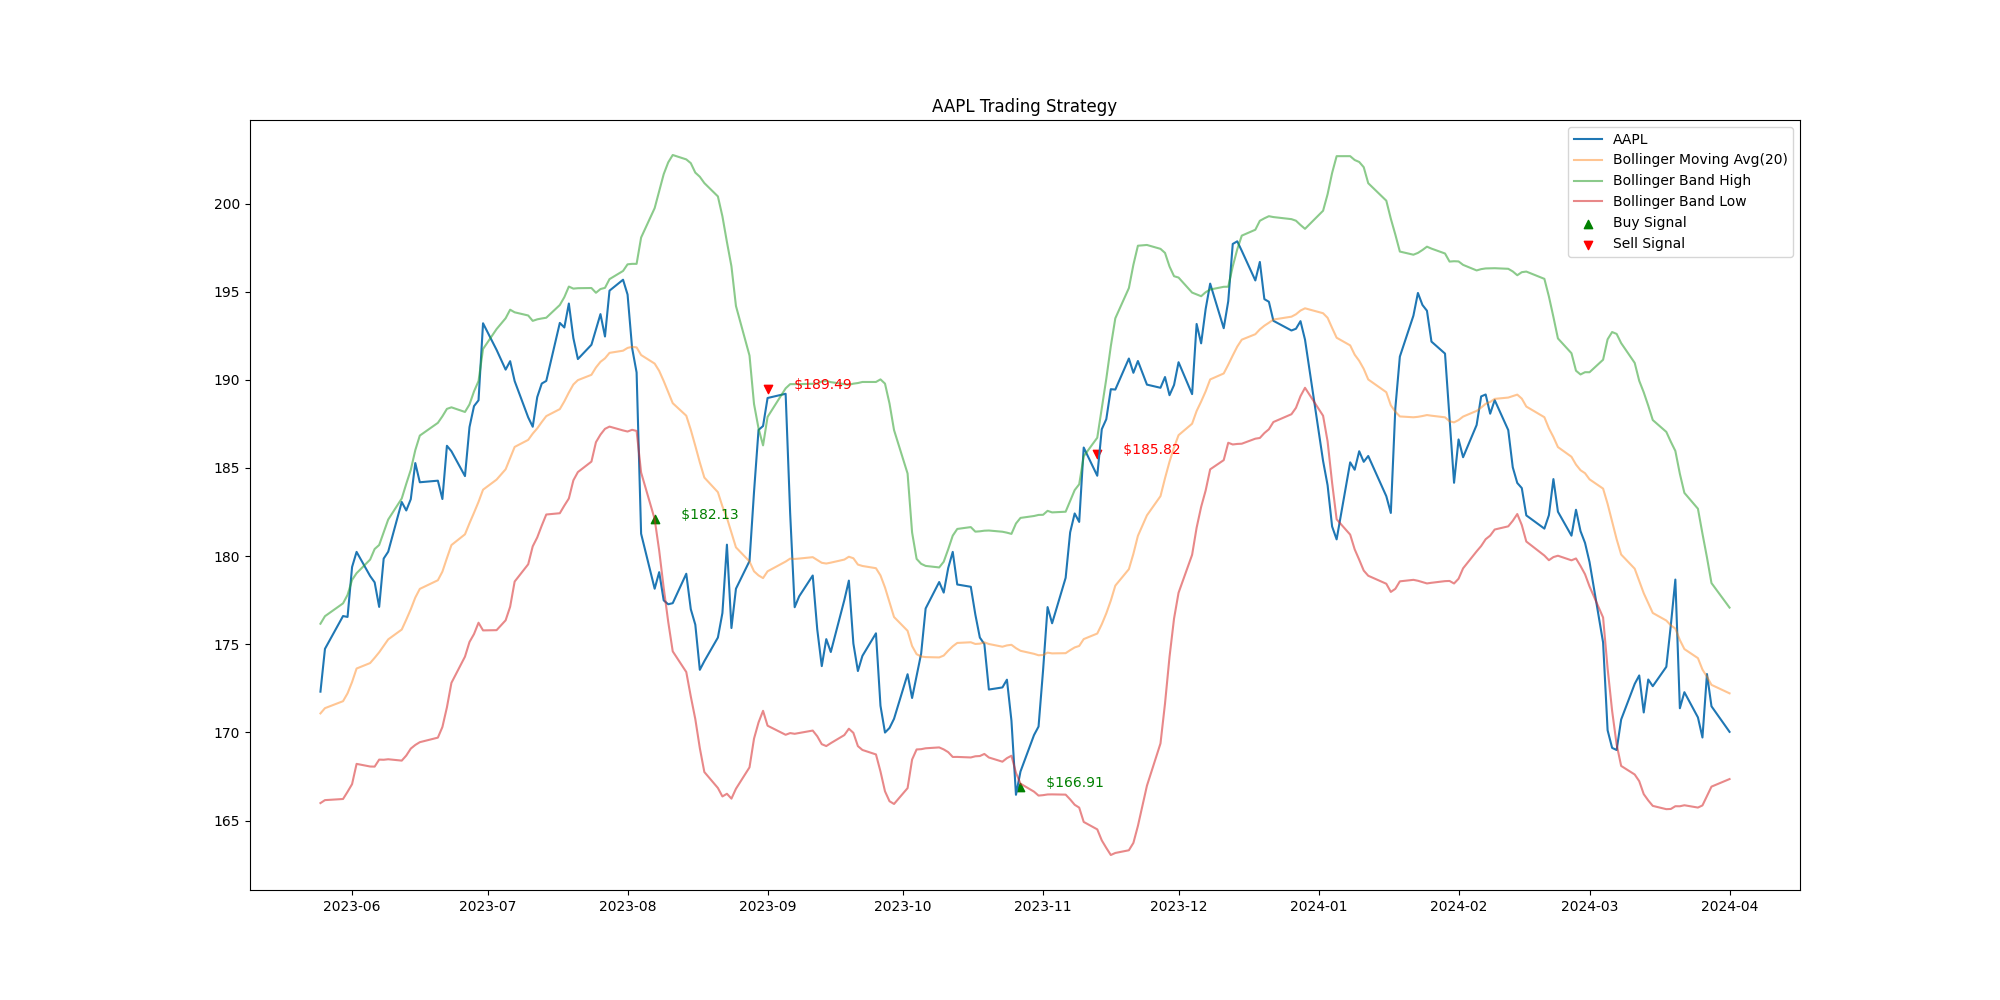 AAPL Trading Strategy
AAPL
Bollinger Moving Avg(20)
Bollinger Band High
Bollinger Band Low
Buy Signal
Sell Signal
200
195
190
185
180
175
170
165
$189.49
$185.82
$182.13
$166.91
2023-06 2023-07 2023-08 2023-09 2023-10 2023-11 2023-12 2024-01 2024-02 2024-03 2024-04